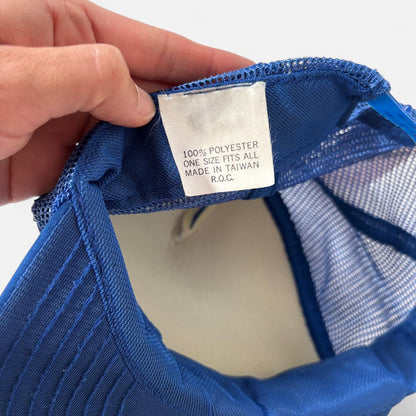 100% POLYESTER
ONE SIZE FITS ALL
MADE IN TAIWAN
R.O.C.